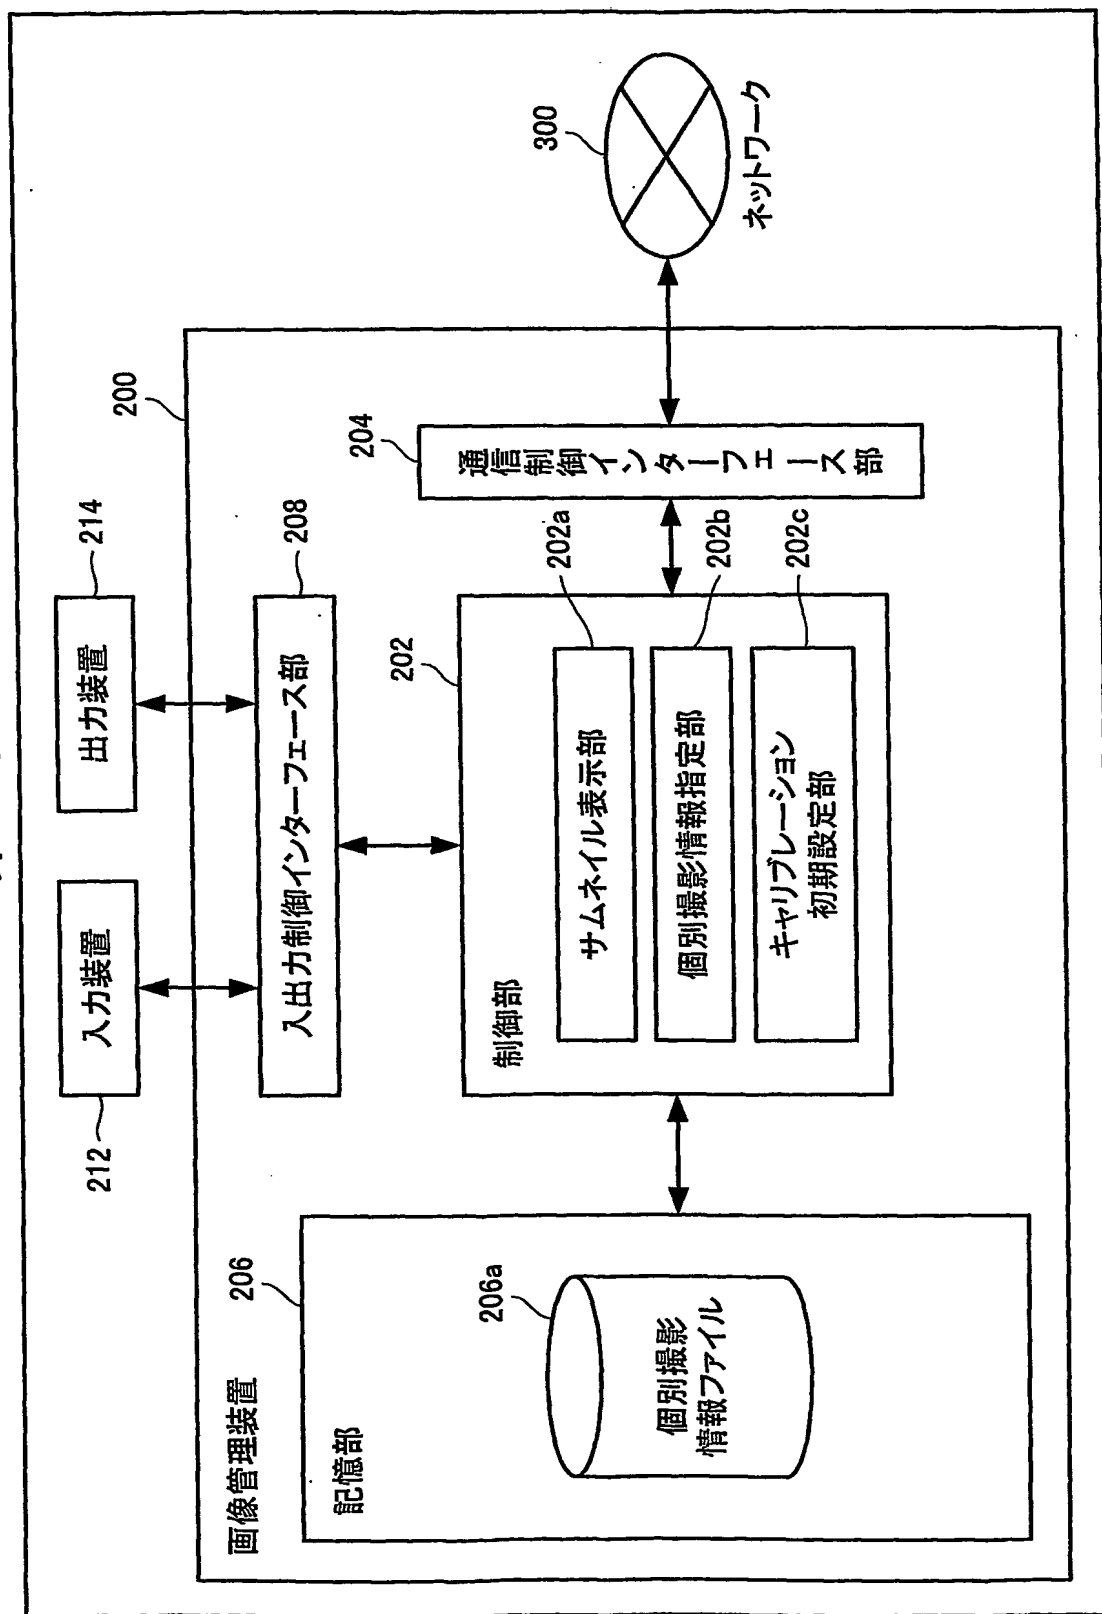 212
入力装置
出力装置
214
200
画像管理装置
入出力制御インターフェース部
208
206
記憶部
206a
個別撮影
情報ファイル
202
制御部
サムネイル表示部
202a
個別撮影情報指定部
202b
キャリブレーション
初期設定部
202c
204
通信制御インターフェース部
300
ネットワーク